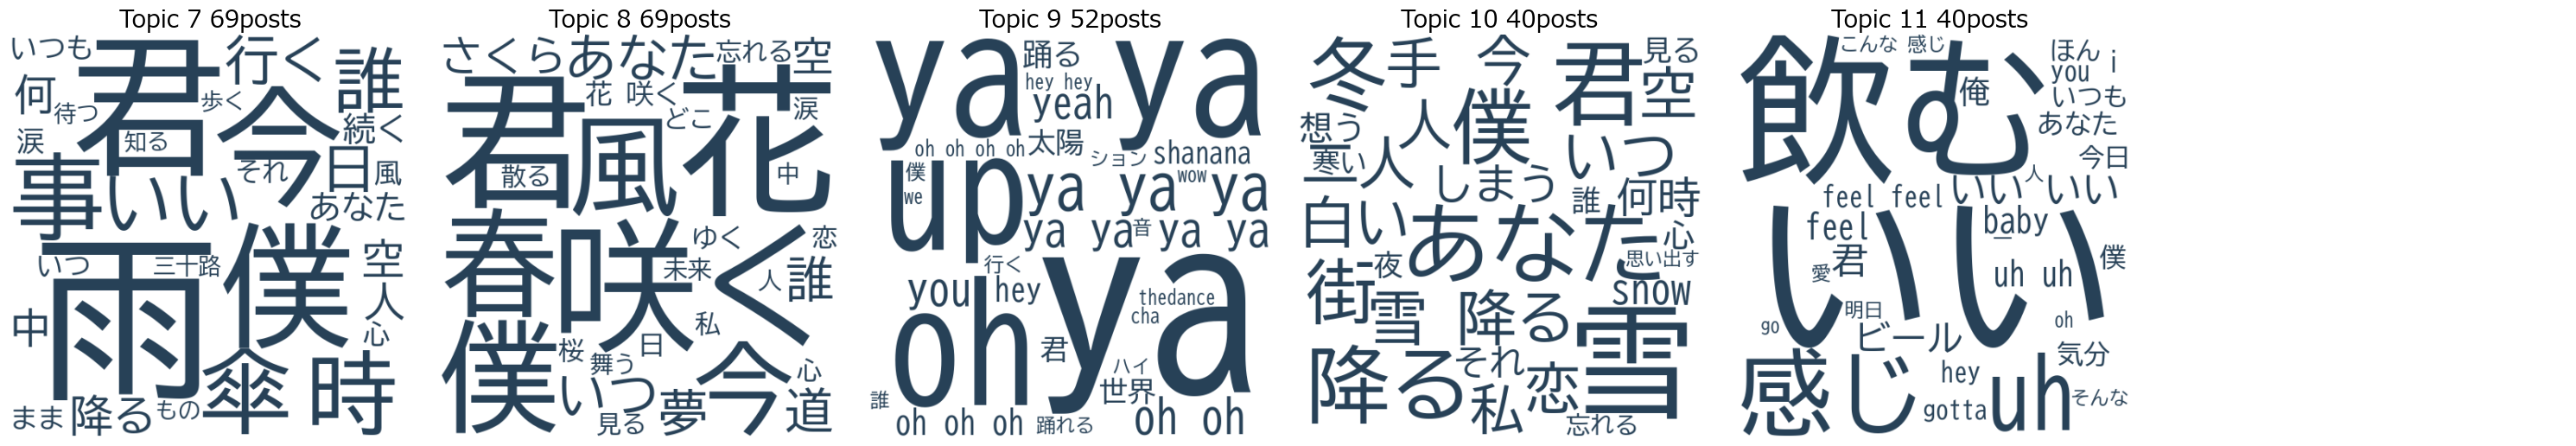 Topic 7 69posts
いつも
君
行く
誰
何
待つ
歩く
今
続く
涙
知る
事
いい
それ
日
風
あなた
雨
僕
空
いつ
三十路
人
中
心
傘
時
まま
降る
もの
Topic 8 69posts
さくら
あなた
忘れる
空
君
花 咲く
花
涙
どこ
風
散る
中
春
咲く
ゆく
恋
未来
人
誰
僕
私
桜
舞う
日
今
心
いつ
見る
夢
道
Topic 9 52posts
ya ya
踊る
hey hey
yeah
oh oh oh oh
太陽
ション
shanana
up
僕
we
ya ya
wow
ya
ya ya
音
ya ya
行く
you
hey
ya
oh
thedance
cha
君
ハイ
世界
誰
oh oh oh
踊れる
oh oh
Topic 10 40posts
冬
手
今
君
見る
空
想う
人
僕
寒い
一人
いつ
しまう
誰
何時
白い
あなた
心
街
夜
思い出す
snow
雪 降る
雪
降る
それ
私
恋
忘れる
Topic 11 40posts
飲む
こんな 感じ
俺
ほん
you i
いつも
あなた
今日
feel feel
いい いい
人
いい
feel
baby
君
愛
uh uh
僕
go
明日
ビール
oh
気分
感じ
hey
gotta
uh
そんな